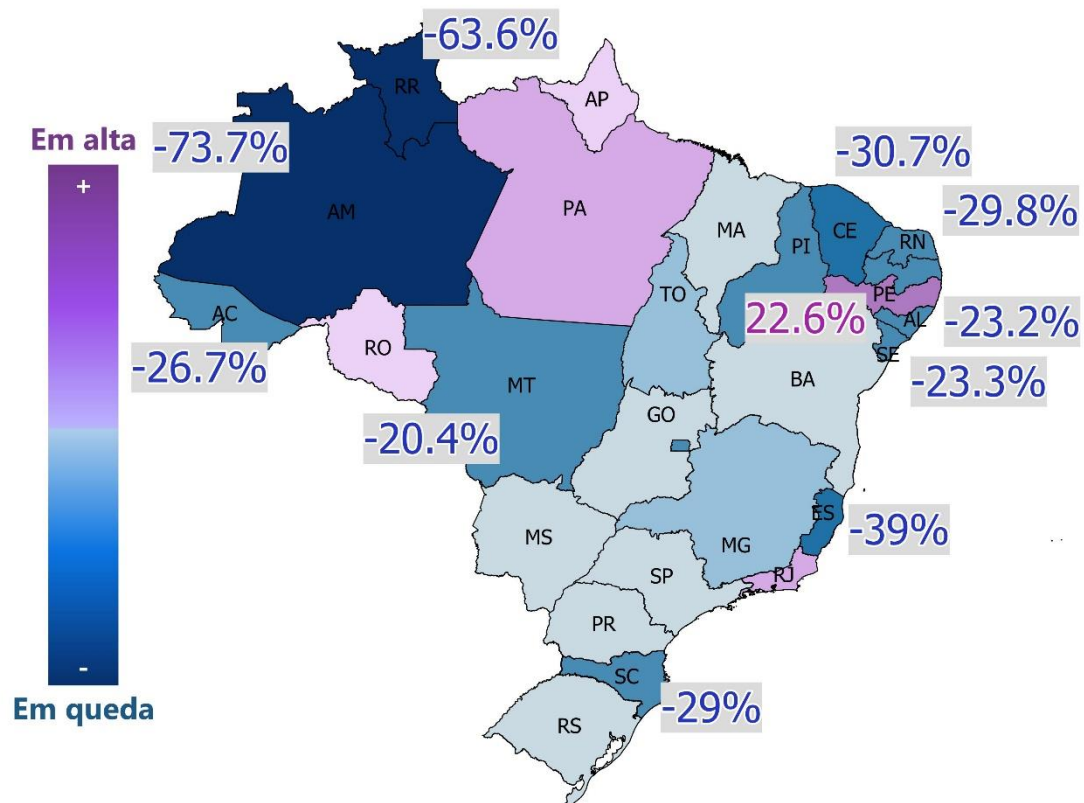 -63.6%
RR
AP
Em alta
-73.7%
-30.7%
+
-29.8%
AM
PA
MA
CE
RN
PI
TO
PE
22.6%
AL
-23.2%
AC
RO
SE
-26.7%
MT
BA
-23.3%
GO
-20.4%
ES
-39%
MS
MG
SP
RJ
PR
-
SC
Em queda
-29%
RS